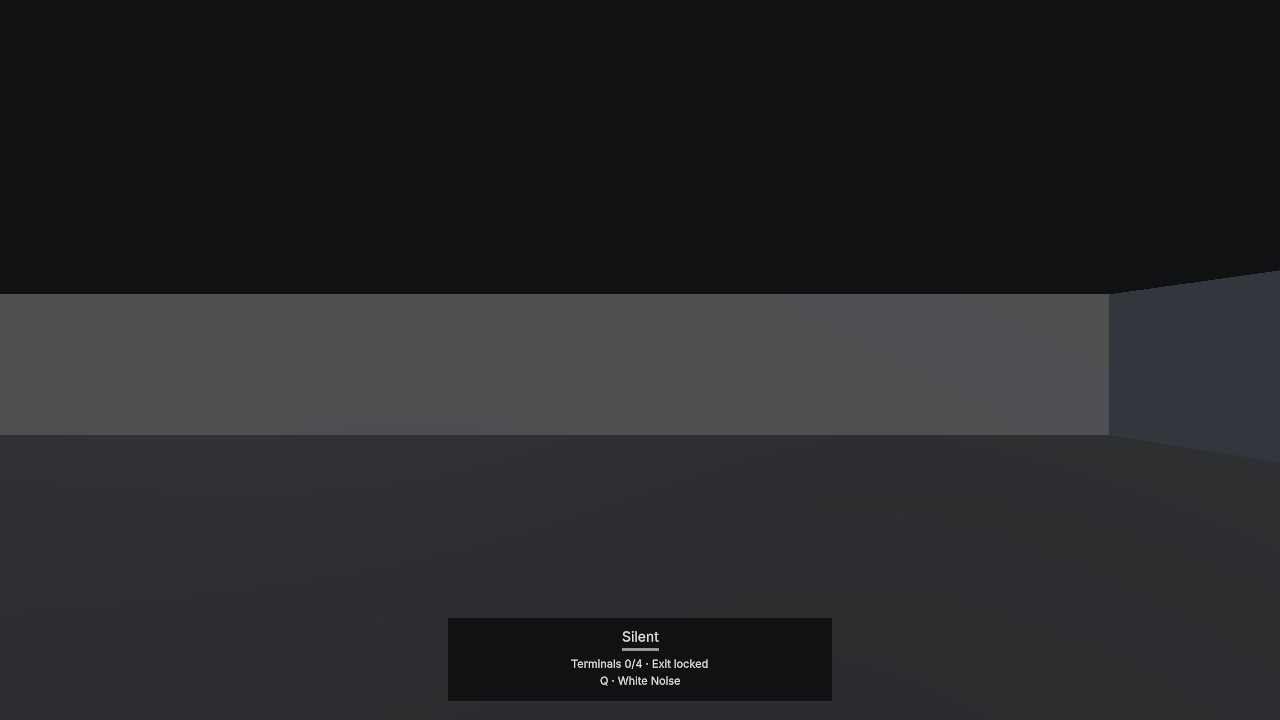 Silent
Terminals 0/4 · Exit locked
Q · White Noise